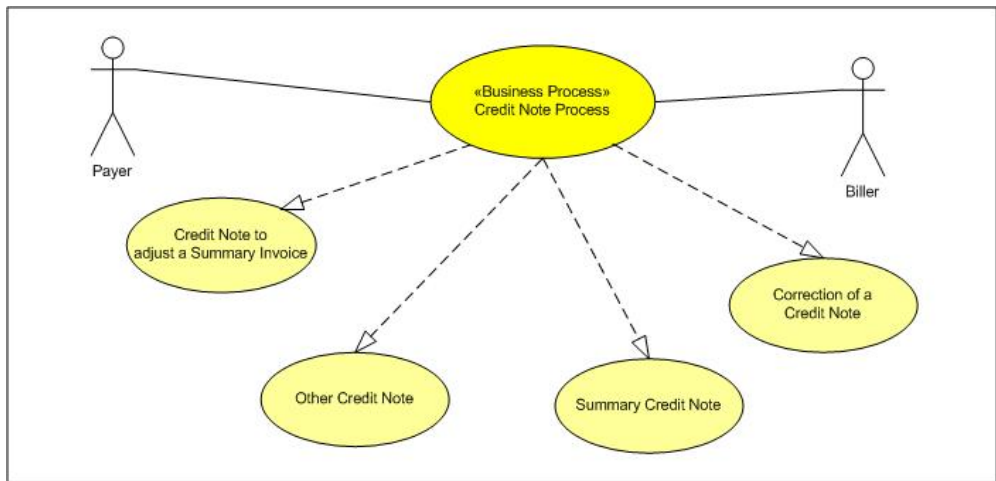 «Business Process»
Credit Note Process
Payer
Biller
Credit Note to
adjust a Summary Invoice
Correction of a
Credit Note
Other Credit Note
Summary Credit Note